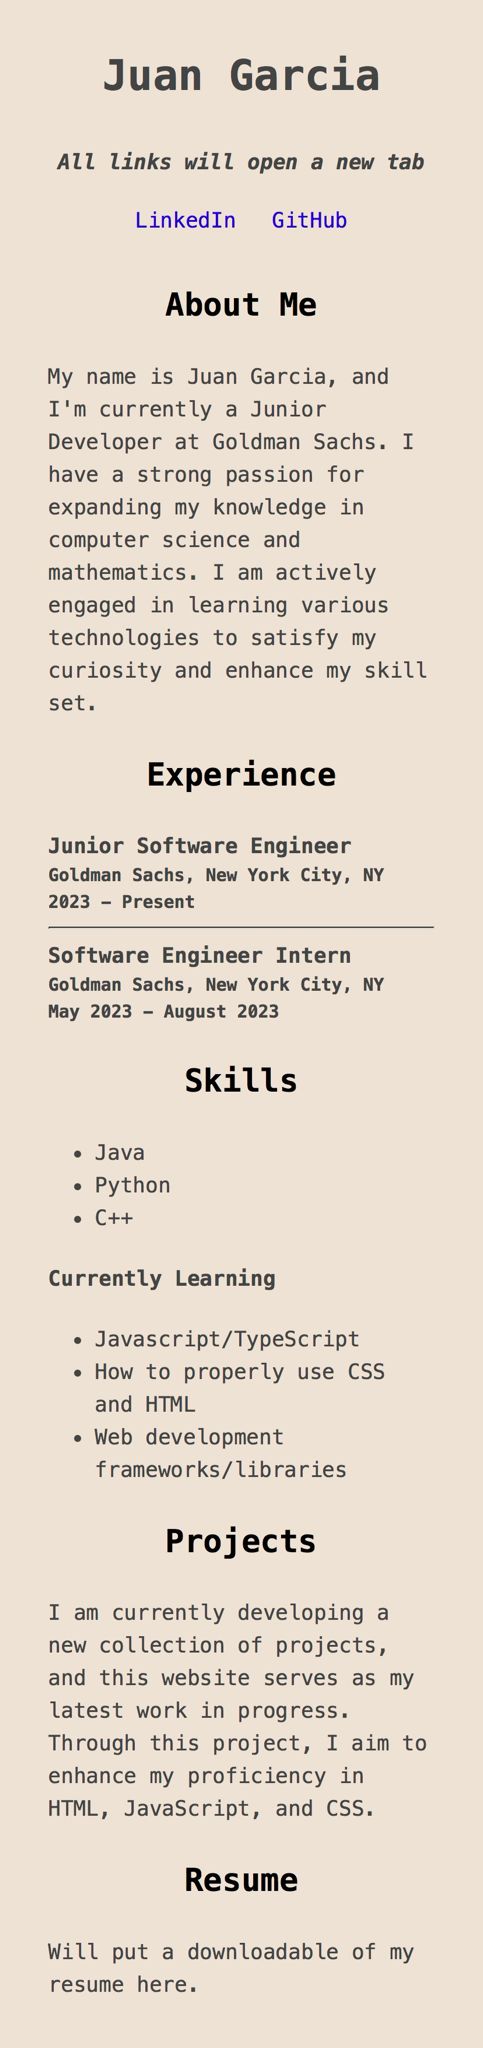 Juan Garcia
All links will open a new tab
LinkedIn GitHub
About Me
My name is Juan Garcia, and
I'm currently a Junior
Developer at Goldman Sachs. I
have a strong passion for
expanding my knowledge in
computer science and
mathematics. I am actively
engaged in learning various
technologies to satisfy my
curiosity and enhance my skill
set.
Experience
Junior Software Engineer
Goldman Sachs, New York City, NY
2023 – Present
Software Engineer Intern
Goldman Sachs, New York City, NY
May 2023 – August 2023
Skills
• Java
• Python
• C++
Currently Learning
• Javascript/TypeScript
• How to properly use CSS
and HTML
• Web development
frameworks/libraries
Projects
I am currently developing a
new collection of projects,
and this website serves as my
latest work in progress.
Through this project, I aim to
enhance my proficiency in
HTML, JavaScript, and CSS.
Resume
Will put a downloadable of my
resume here.